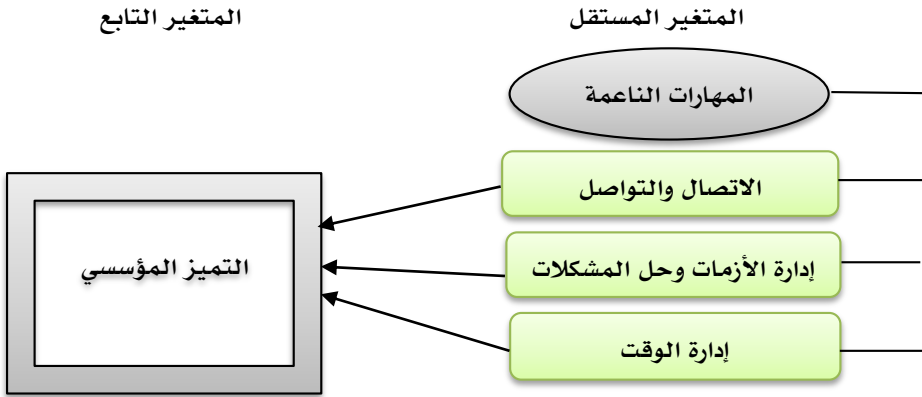 المتغير المستقل
المتغير التابع
المهارات الناعمة
الاتصال والتواصل
إدارة الأزمات وحل المشكلات
إدارة الوقت
التميز المؤسسي